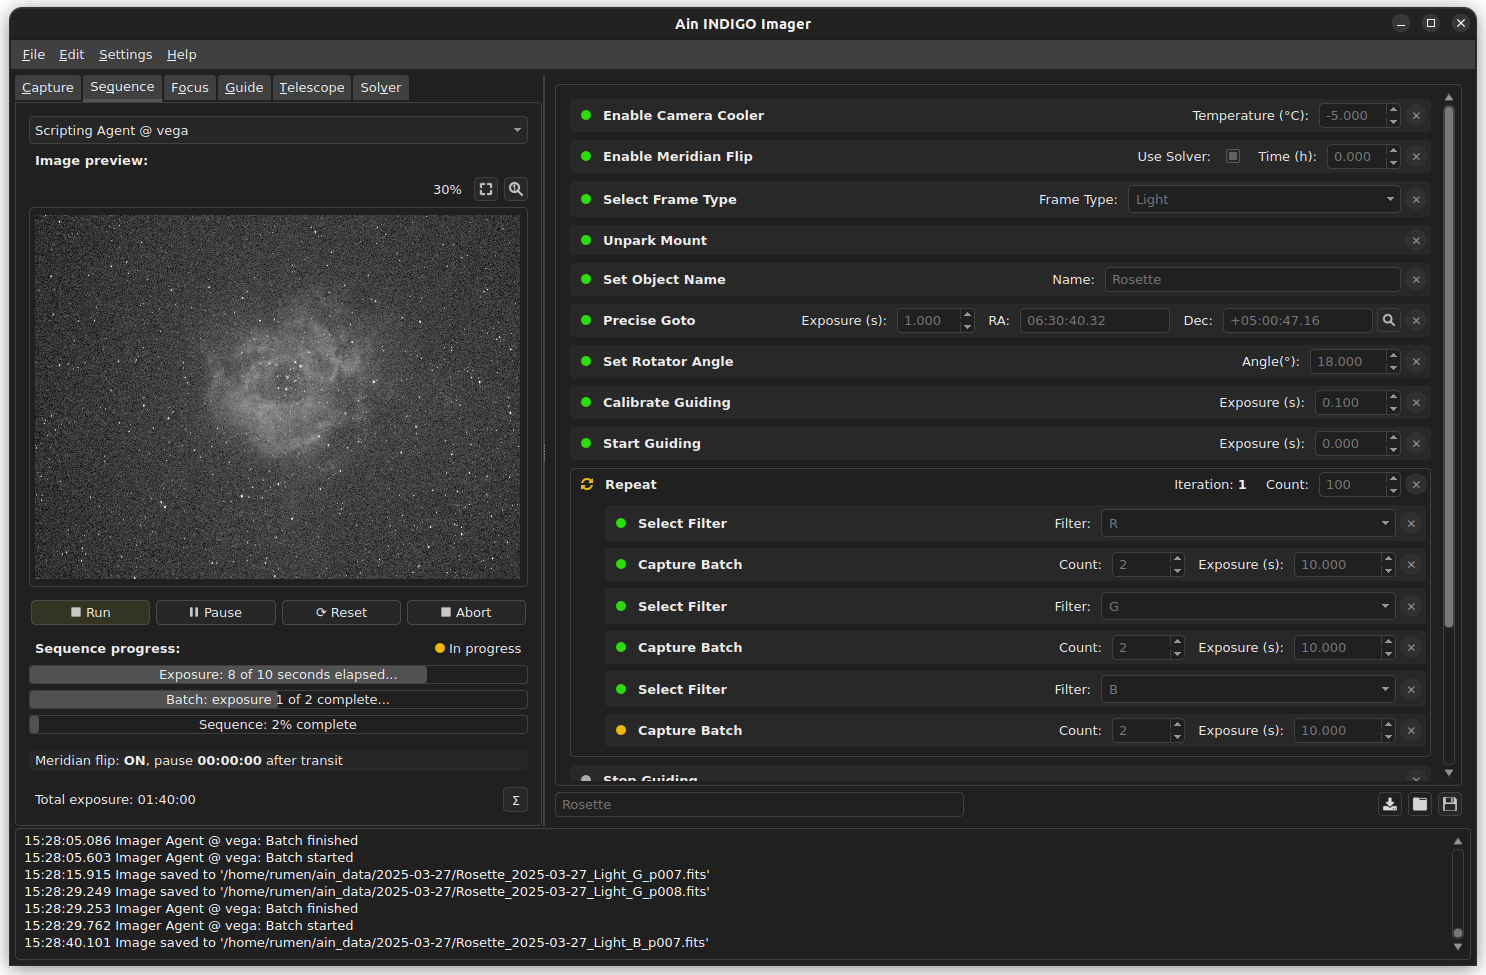 Ain INDIGO Imager
File Edit Settings Help
Capture Sequence Focus Guide Telescope Solver
Scripting Agent @ vega
Image preview:
30%
Run Pause Reset Abort
Sequence progress: In progress
Exposure: 8 of 10 seconds elapsed...
Batch: exposure 1 of 2 complete...
Sequence: 2% complete
Meridian flip: ON, pause 00:00:00 after transit
Total exposure: 01:40:00 Σ
Enable Camera Cooler Temperature (°C): -5.000
Enable Meridian Flip Use Solver: Time (h): 0.000
Select Frame Type Frame Type: Light
Unpark Mount
Set Object Name Name: Rosette
Precise Goto Exposure (s): 1.000 RA: 06:30:40.32 Dec: +05:00:47.16
Set Rotator Angle Angle(°): 18.000
Calibrate Guiding Exposure (s): 0.100
Start Guiding Exposure (s): 0.000
Repeat Iteration: 1 Count: 100
Select Filter Filter: R
Capture Batch Count: 2 Exposure (s): 10.000
Select Filter Filter: G
Capture Batch Count: 2 Exposure (s): 10.000
Select Filter Filter: B
Capture Batch Count: 2 Exposure (s): 10.000
Stop Guiding
Rosette
15:28:05.086 Imager Agent @ vega: Batch finished
15:28:05.603 Imager Agent @ vega: Batch started
15:28:15.915 Image saved to '/home/rumen/ain_data/2025-03-27/Rosette_2025-03-27_Light_G_p007.fits'
15:28:29.249 Image saved to '/home/rumen/ain_data/2025-03-27/Rosette_2025-03-27_Light_G_p008.fits'
15:28:29.253 Imager Agent @ vega: Batch finished
15:28:29.762 Imager Agent @ vega: Batch started
15:28:40.101 Image saved to '/home/rumen/ain_data/2025-03-27/Rosette_2025-03-27_Light_B_p007.fits'